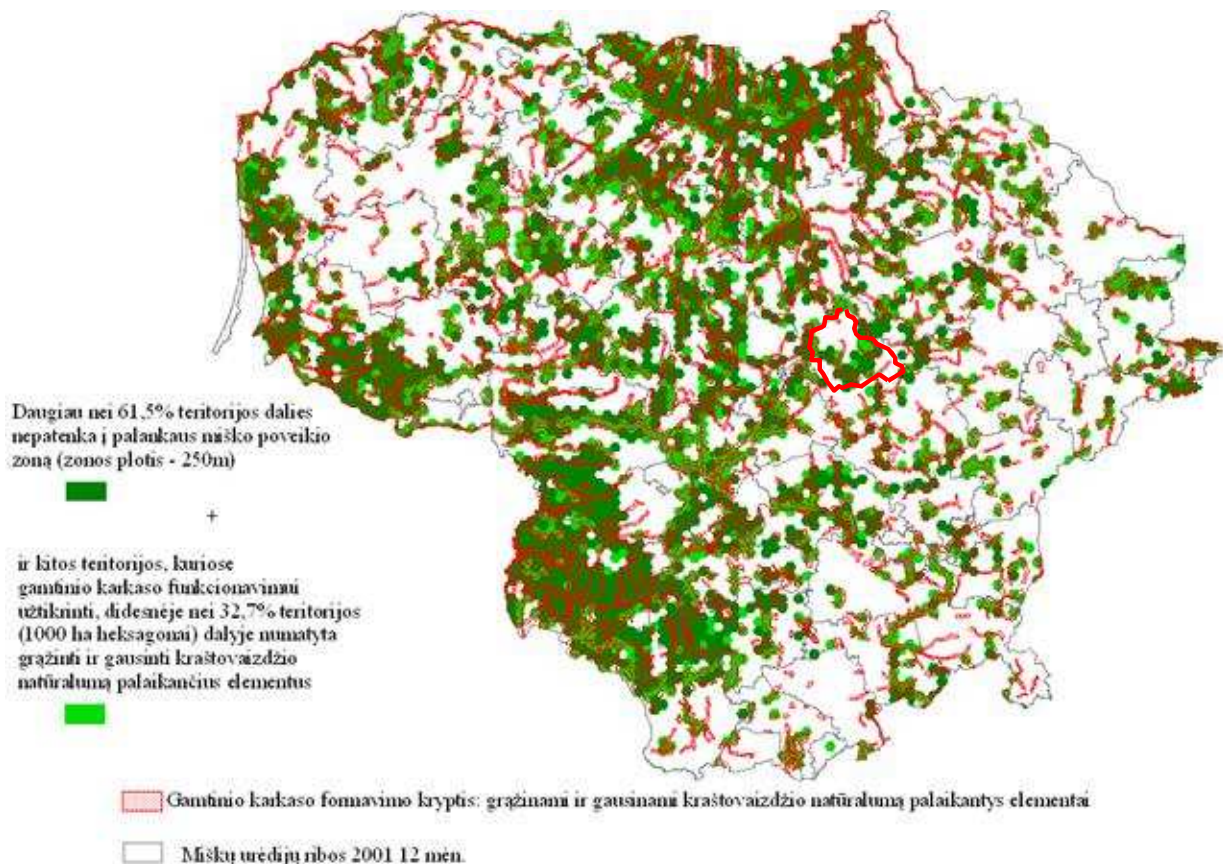 Daugiau nei 61,5% teritorijos dalies
nepatenka į palankaus miško poveikio
zoną (zonos plotis - 250m)
+
ir kitos teritorijos, kuriose
gamtinio karkaso funkcionavimui
užtikrinti, didesnėje nei 32,7% teritorijos
(1000 ha heksagonai) dalyje numatyta
grąžinti ir gausinti kraštovaizdžio
natūralumą palaikančius elementus
Gamtinio karkaso formavimo kryptis: grąžinami ir gausinami kraštovaizdžio natūralumą palaikantys elementai
Miškų urėdijų ribos 2001 12 mėn.